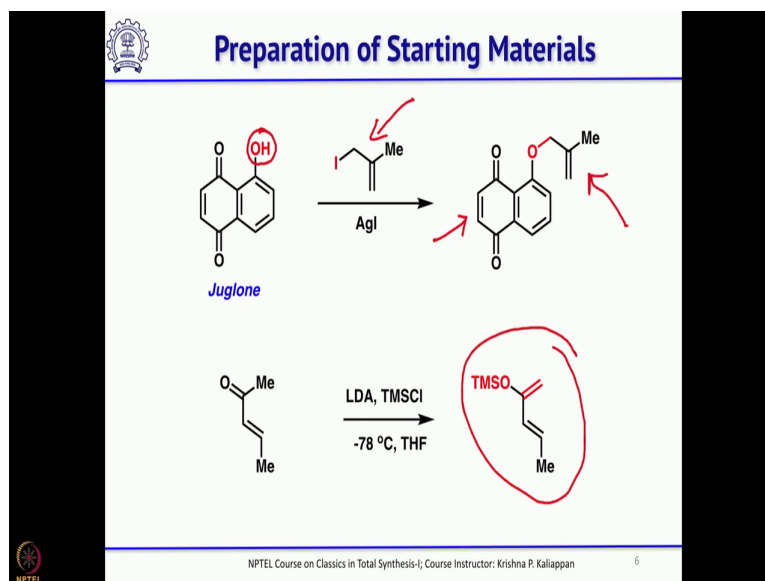 Preparation of Starting Materials
O
OH
I
Me
AgI
O
Juglone
O
O
Me
O
O
Me
Me
LDA, TMSCl
-78 ºC, THF
TMSO
Me
NPTEL Course on Classics in Total Synthesis-I; Course Instructor: Krishna P. Kaliappan
6
NPTEL